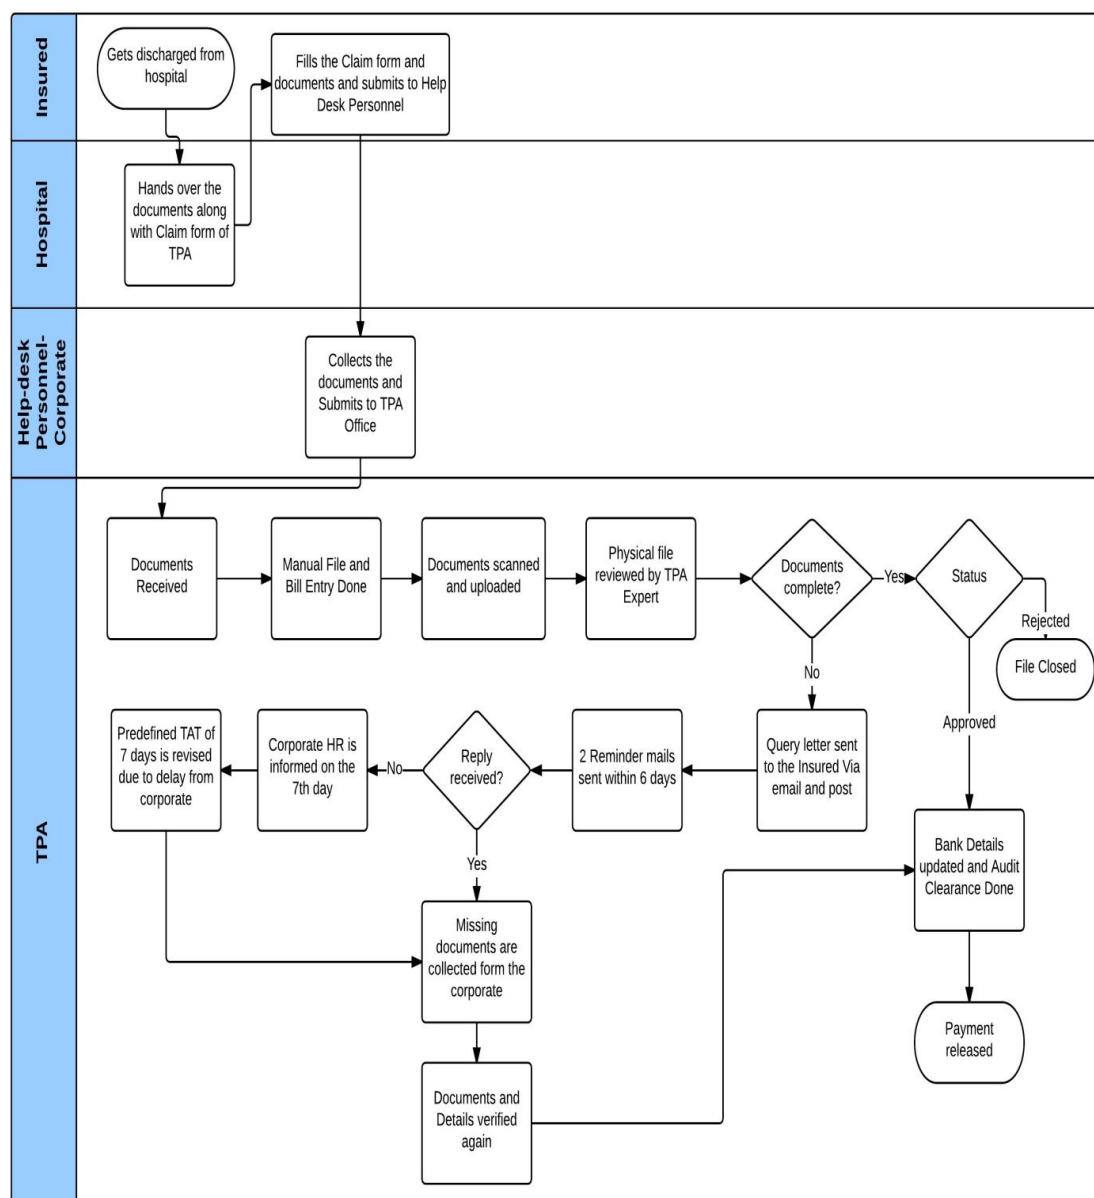 Insured
Gets discharged from
hospital
Fills the Claim form and
documents and submits to Help
Desk Personnel
Hospital
Hands over the
documents along
with Claim form of
TPA
Help-desk
Personnel-
Corporate
Collects the
documents and
Submits to TPA
Office
TPA
Documents
Received
Manual File and
Bill Entry Done
Documents scanned
and uploaded
Physical file
reviewed by TPA
Expert
Documents
complete?
Yes
Status
Rejected
File Closed
No
Approved
Predefined TAT of
7 days is revised
due to delay from
corporate
Corporate HR is
informed on the
7th day
No
Reply
received?
2 Reminder mails
sent within 6 days
Query letter sent
to the Insured Via
email and post
Yes
Bank Details
updated and Audit
Clearance Done
Missing
documents are
collected form the
corporate
Payment
released
Documents and
Details verified
again